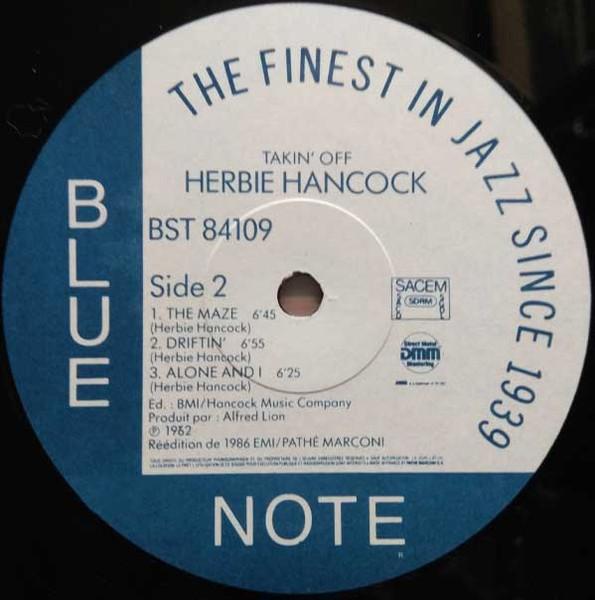 THE FINEST IN JAZZ SINCE 1939
TAKIN' OFF
HERBIE HANCOCK
BLUE
BST 84109
Side 2
SACEM
SDRM
1. THE MAZE 6'45
(Herbie Hancock)
2. DRIFTIN' 6'55
(Herbie Hancock)
3. ALONE AND I 6'25
(Herbie Hancock)
Direct Metal
DMM
Mastering
Ed. : BMI/Hancock Music Company
Produit par : Alfred Lion
℗ 1962
Réédition de 1986 EMI/PATHÉ MARCONI
NOTE
R